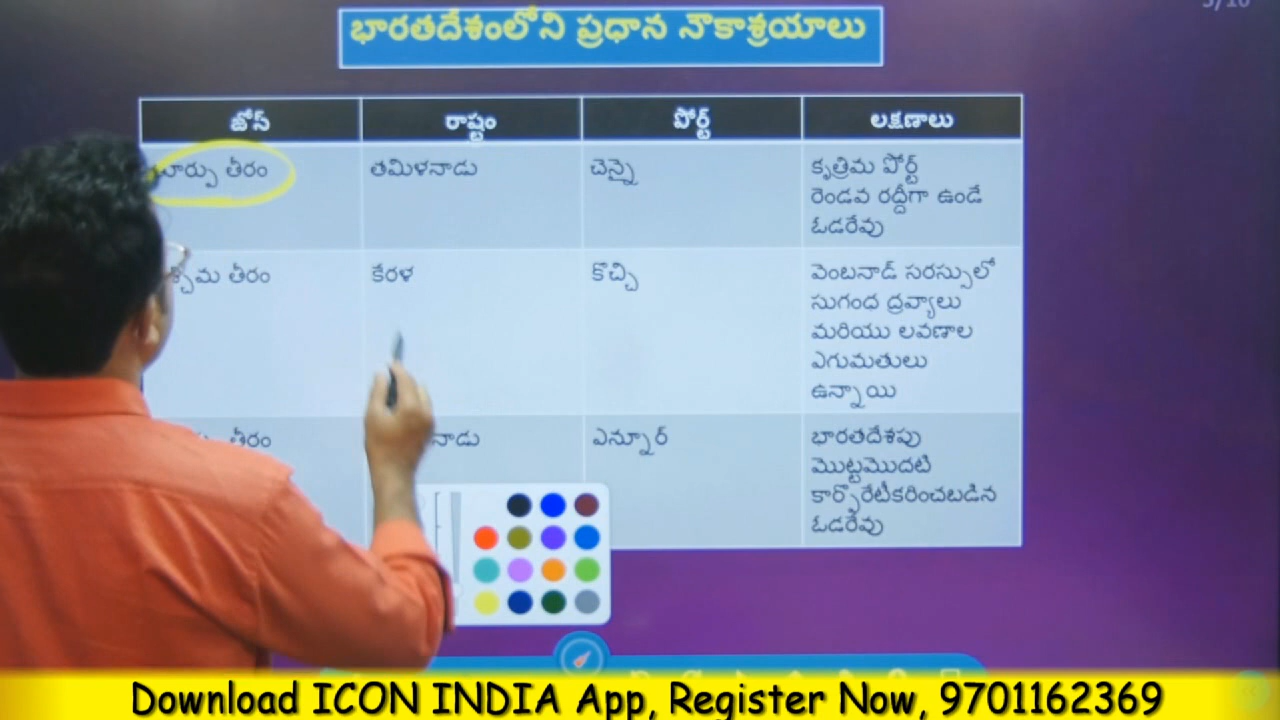 భారతదేశంలోని ప్రధాన నౌకాశ్రయాలు
జోన్ రాష్ట్రం పోర్ట్ లక్షణాలు
తీరం తమిళనాడు చెన్నై కృత్రిమ పోర్ట్
రెండవ రద్దీగా ఉండే
ఓడరేవు
తీరం కేరళ కొచ్చి వెంబనాడ్ సరస్సులో
సుగంధ ద్రవ్యాలు
మరియు లవణాల
ఎగుమతులు
ఉన్నాయి
తీరం ఎన్నూర్ భారతదేశపు
మొట్టమొదటి
కార్పొరేటీకరించబడిన
ఓడరేవు
Download ICON INDIA App, Register Now, 9701162369